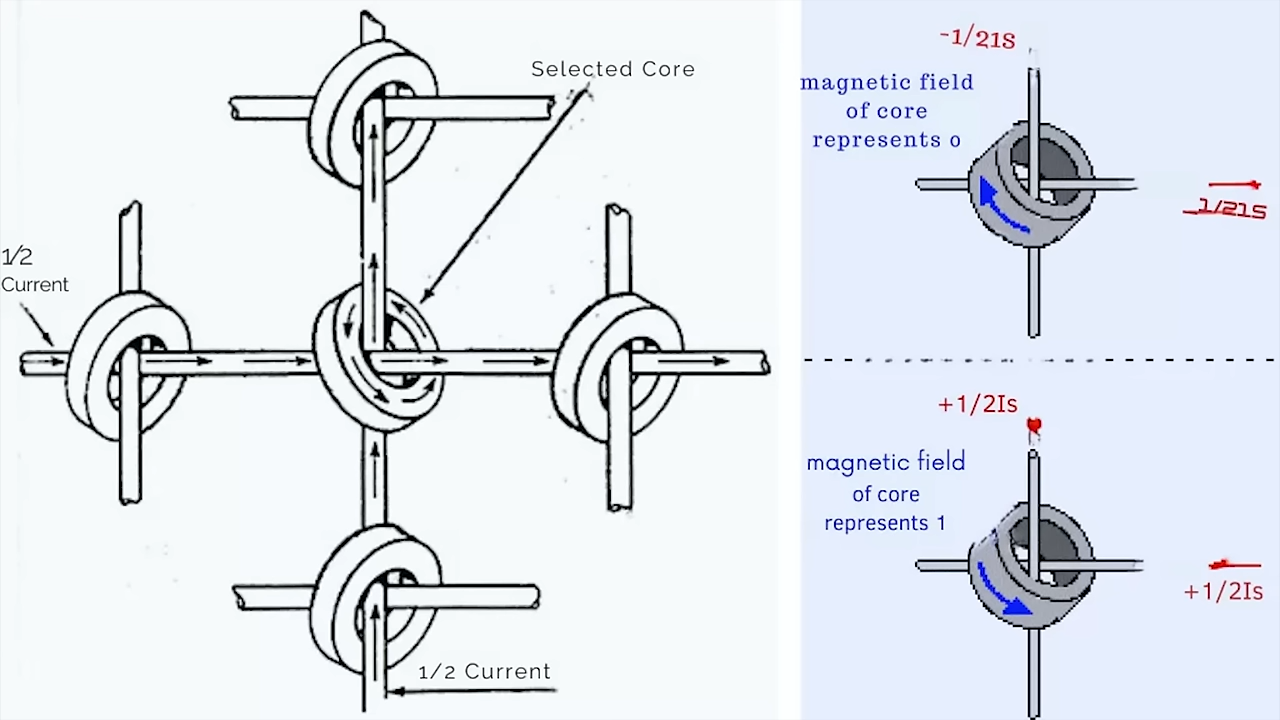 Selected Core
1/2
Current
1/2 Current
-1/21S
magnetic field
of core
represents 0
1/21S
+1/2Is
magnetic field
of core
represents 1
+1/2Is